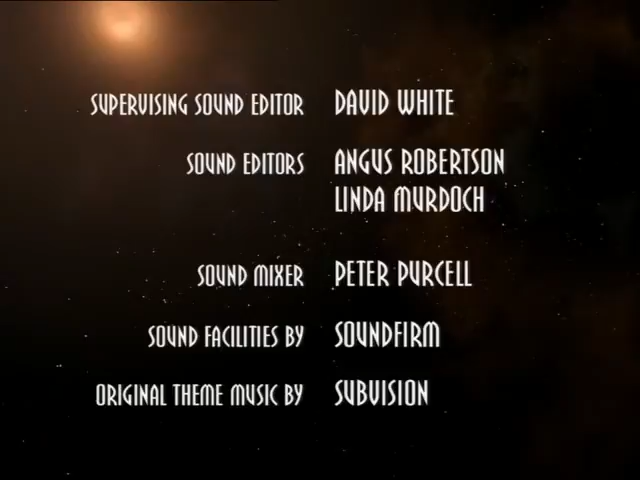 SUPERVISING SOUND EDITOR DAVID WHITE
SOUND EDITORS ANGUS ROBERTSON
LINDA MURDOCH
SOUND MIXER PETER PURCELL
SOUND FACILITIES BY SOUNDFIRM
ORIGINAL THEME MUSIC BY SUBVISION